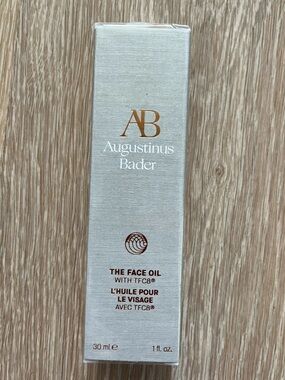 AB
Augustinus
Bader
THE FACE OIL
WITH TFC8®
L'HUILE POUR
LE VISAGE
AVEC TFC8®
30 ml ℮ 1 fl. oz.